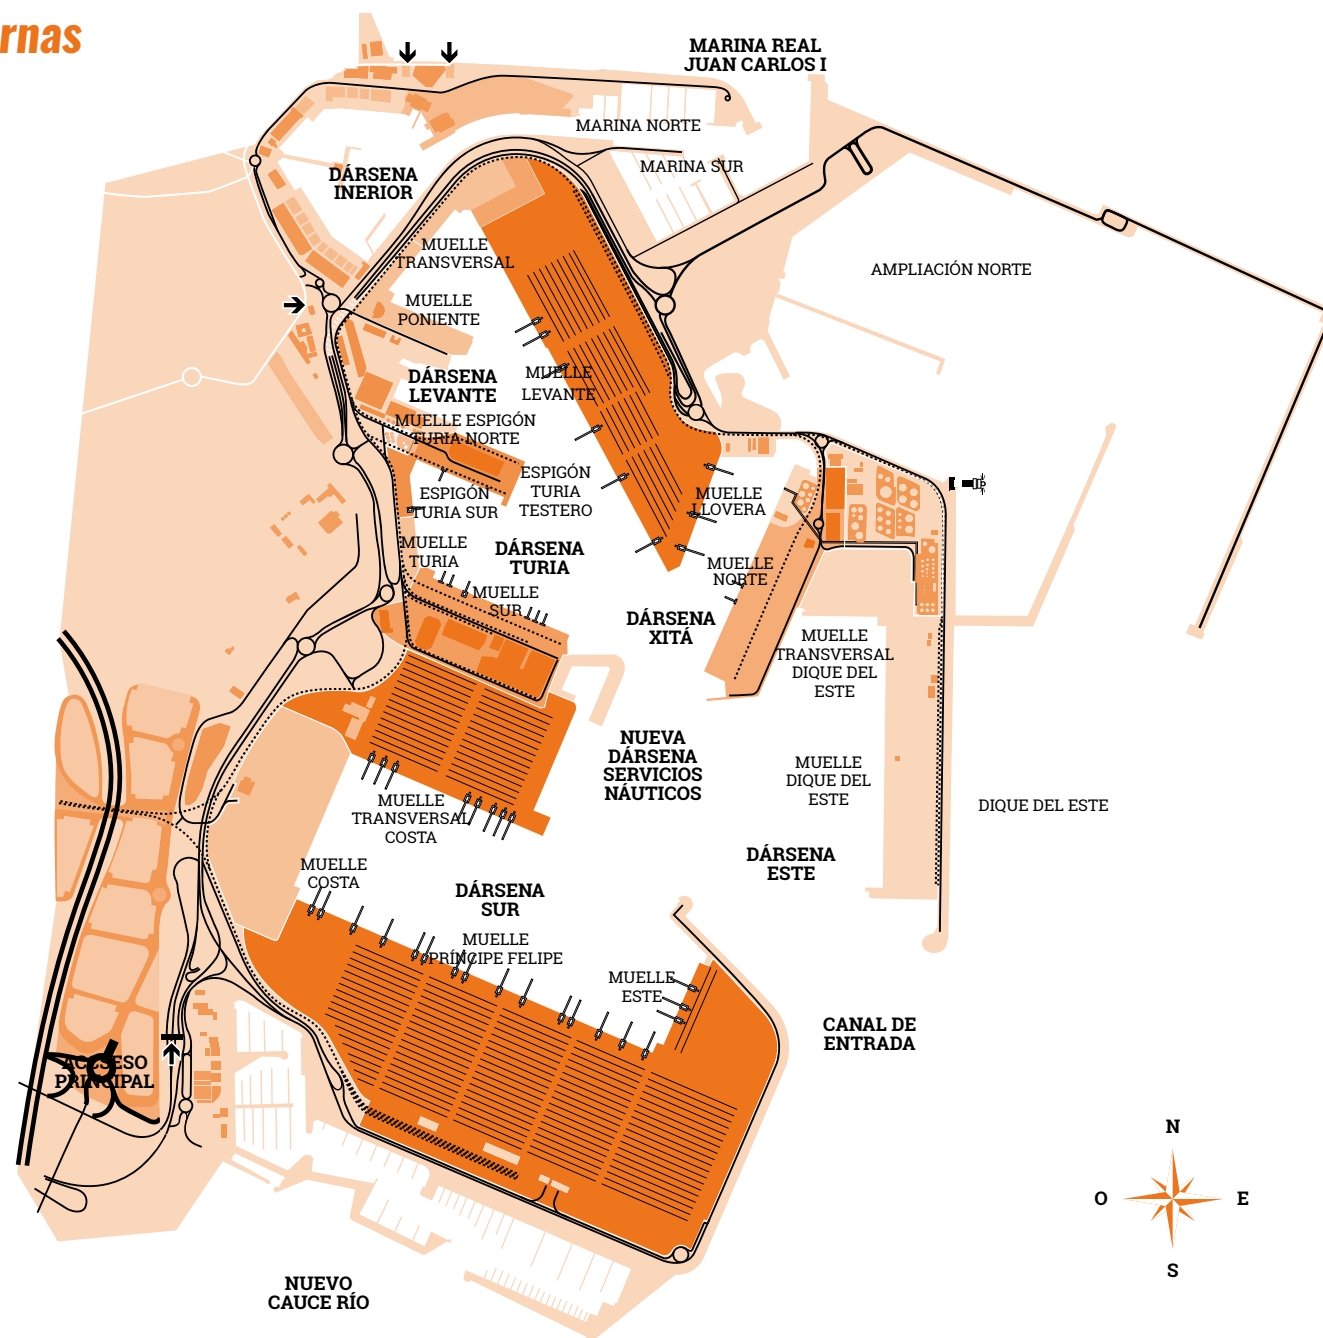 rnas
MARINA REAL
JUAN CARLOS I
MARINA NORTE
MARINA SUR
DÁRSENA
INERIOR
MUELLE
TRANSVERSAL
AMPLIACIÓN NORTE
MUELLE
PONIENTE
DÁRSENA
LEVANTE
MUELLE
LEVANTE
MUELLE ESPIGÓN
TURIA NORTE
ESPIGÓN
TURIA
TESTERO
ESPIGÓN
TURIA SUR
MUELLE
LLOVERA
MUELLE
TURIA
DÁRSENA
TURIA
MUELLE
NORTE
MUELLE
SUR
DÁRSENA
XITÁ
MUELLE
TRANSVERSAL
DIQUE DEL
ESTE
NUEVA
DÁRSENA
SERVICIOS
NÁUTICOS
MUELLE
DIQUE DEL
ESTE
DIQUE DEL ESTE
MUELLE
TRANSVERSAL
COSTA
DÁRSENA
ESTE
MUELLE
COSTA
DÁRSENA
SUR
MUELLE
PRÍNCIPE FELIPE
MUELLE
ESTE
CANAL DE
ENTRADA
ACCESESO
PRINCIPAL
N
O
E
S
NUEVO
CAUCE RÍO